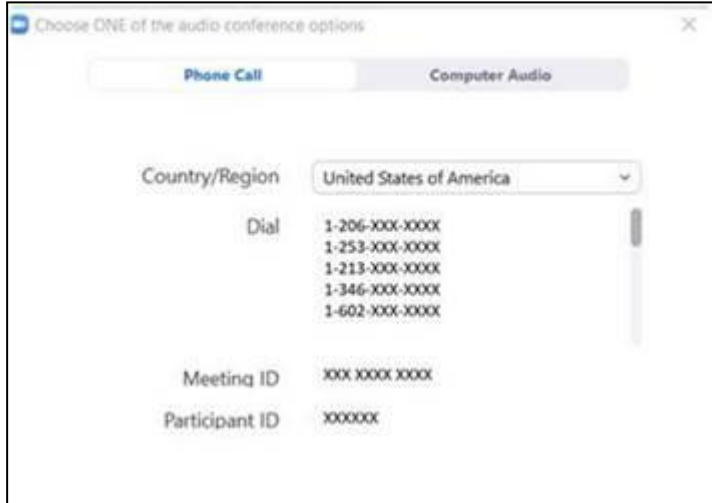 Choose ONE of the audio conference options
Phone Call Computer Audio
Country/Region United States of America
Dial 1-206-XXX-XXXX
1-253-XXX-XXXX
1-213-XXX-XXXX
1-346-XXX-XXXX
1-602-XXX-XXXX
Meeting ID XXX XXXX XXXX
Participant ID XXXXXX